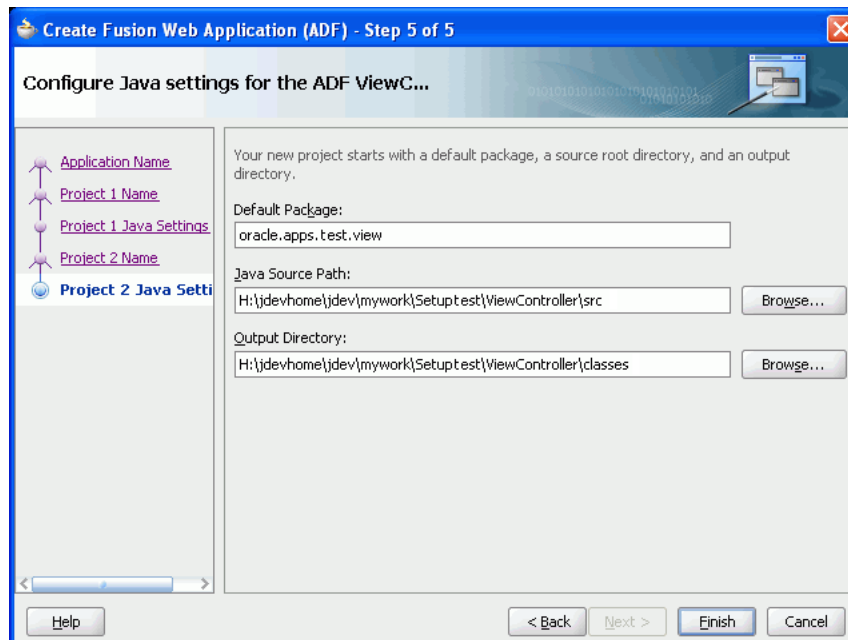 Create Fusion Web Application (ADF) - Step 5 of 5
Configure Java settings for the ADF ViewC...
Application Name
Project 1 Name
Project 1 Java Settings
Project 2 Name
Project 2 Java Setti
Your new project starts with a default package, a source root directory, and an output
directory.
Default Package:
oracle.apps.test.view
Java Source Path:
H:\jdevhome\jdev\mywork\Setuptest\ViewController\src
Browse...
Output Directory:
H:\jdevhome\jdev\mywork\Setuptest\ViewController\classes
Browse...
Help
< Back
Next >
Finish
Cancel